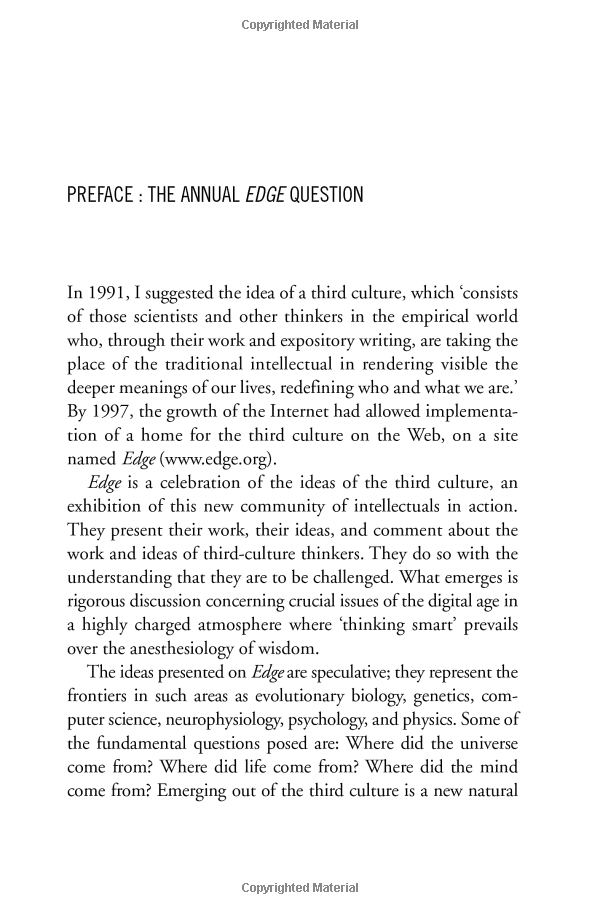 Copyrighted Material
PREFACE : THE ANNUAL EDGE QUESTION
In 1991, I suggested the idea of a third culture, which ‘consists
of those scientists and other thinkers in the empirical world
who, through their work and expository writing, are taking the
place of the traditional intellectual in rendering visible the
deeper meanings of our lives, redefining who and what we are.’
By 1997, the growth of the Internet had allowed implementa-
tion of a home for the third culture on the Web, on a site
named Edge (www.edge.org).
Edge is a celebration of the ideas of the third culture, an
exhibition of this new community of intellectuals in action.
They present their work, their ideas, and comment about the
work and ideas of third-culture thinkers. They do so with the
understanding that they are to be challenged. What emerges is
rigorous discussion concerning crucial issues of the digital age in
a highly charged atmosphere where ‘thinking smart’ prevails
over the anesthesiology of wisdom.
The ideas presented on Edge are speculative; they represent the
frontiers in such areas as evolutionary biology, genetics, com-
puter science, neurophysiology, psychology, and physics. Some of
the fundamental questions posed are: Where did the universe
come from? Where did life come from? Where did the mind
come from? Emerging out of the third culture is a new natural
Copyrighted Material